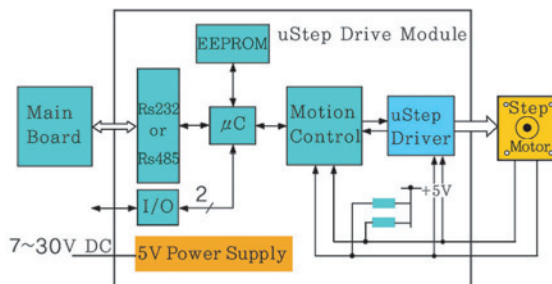 uStep Drive Module
EEPROM
Main
Board
Rs232
or
Rs485
μC
Motion
Control
uStep
Driver
Step
Motor
+5V
I/O
2
7~30V DC
5V Power Supply